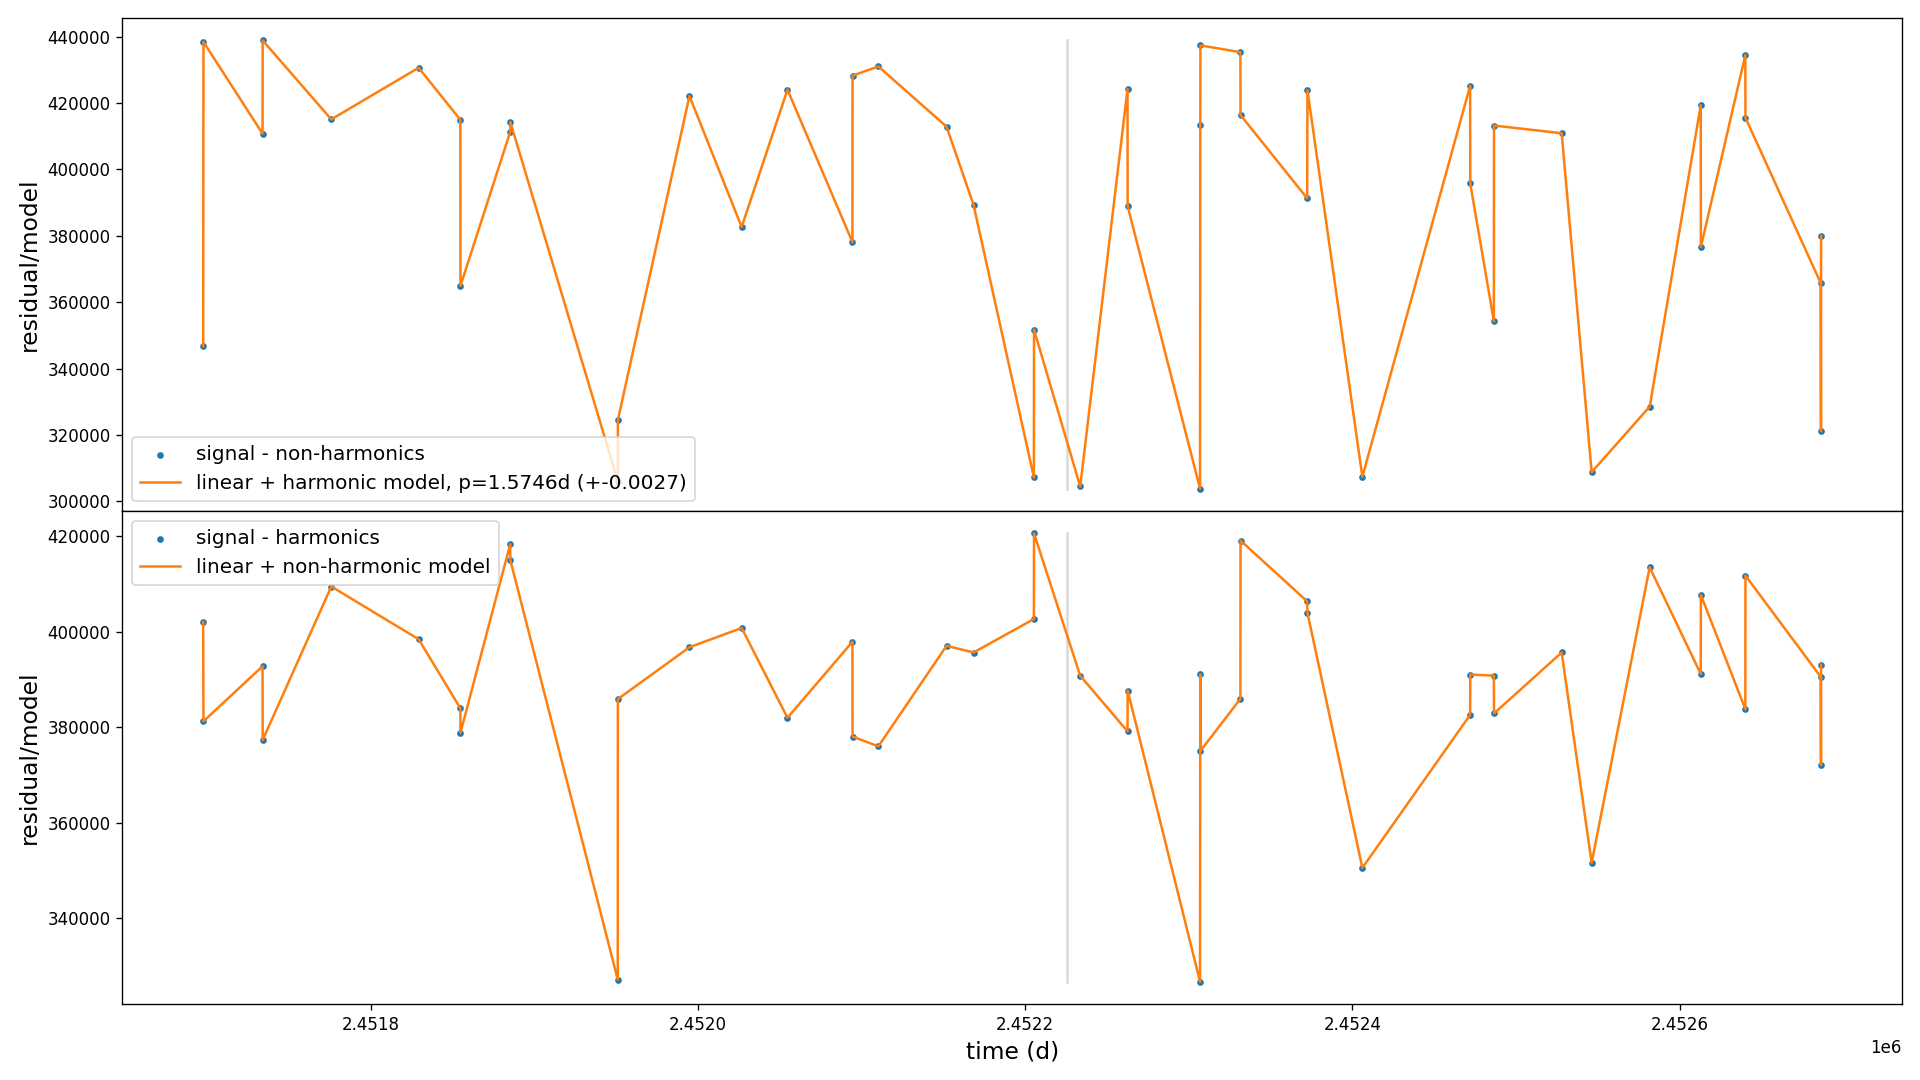 440000
420000
400000
380000
360000
340000
320000
300000
residual/model
signal - non-harmonics
linear + harmonic model, p=1.5746d (+-0.0027)
420000
400000
380000
360000
340000
residual/model
signal - harmonics
linear + non-harmonic model
2.4518
2.4520
2.4522
2.4524
2.4526
time (d)
1e6